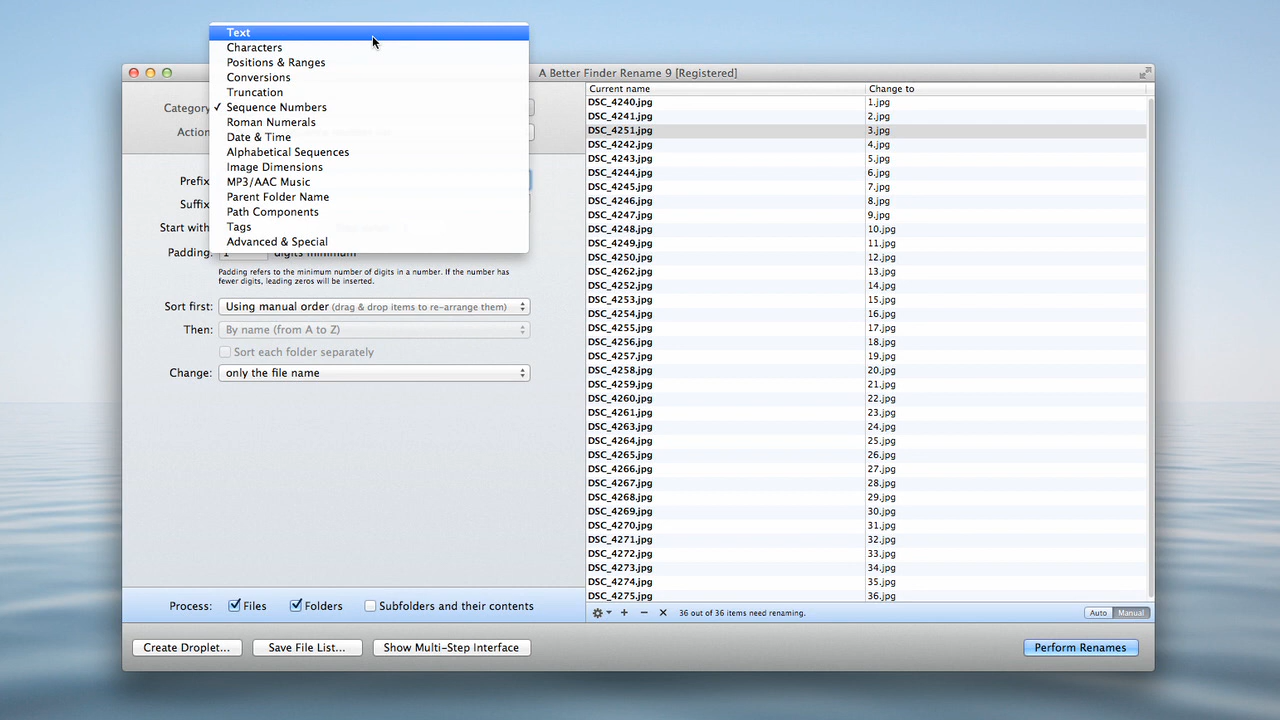 Text
Characters
Positions & Ranges
Conversions
Truncation
✓ Sequence Numbers
Roman Numerals
Date & Time
Alphabetical Sequences
Image Dimensions
MP3/AAC Music
Parent Folder Name
Path Components
Tags
Advanced & Special
A Better Finder Rename 9 [Registered]
Category
Action
Prefix
Suffix
Start with
Padding: 1 digits minimum
Padding refers to the minimum number of digits in a number. If the number has
fewer digits, leading zeros will be inserted.
Sort first: Using manual order (drag & drop items to re-arrange them)
Then: By name (from A to Z)
Sort each folder separately
Change: only the file name
Current name Change to
DSC_4240.jpg 1.jpg
DSC_4241.jpg 2.jpg
DSC_4251.jpg 3.jpg
DSC_4242.jpg 4.jpg
DSC_4243.jpg 5.jpg
DSC_4244.jpg 6.jpg
DSC_4245.jpg 7.jpg
DSC_4246.jpg 8.jpg
DSC_4247.jpg 9.jpg
DSC_4248.jpg 10.jpg
DSC_4249.jpg 11.jpg
DSC_4250.jpg 12.jpg
DSC_4262.jpg 13.jpg
DSC_4252.jpg 14.jpg
DSC_4253.jpg 15.jpg
DSC_4254.jpg 16.jpg
DSC_4255.jpg 17.jpg
DSC_4256.jpg 18.jpg
DSC_4257.jpg 19.jpg
DSC_4258.jpg 20.jpg
DSC_4259.jpg 21.jpg
DSC_4260.jpg 22.jpg
DSC_4261.jpg 23.jpg
DSC_4263.jpg 24.jpg
DSC_4264.jpg 25.jpg
DSC_4265.jpg 26.jpg
DSC_4266.jpg 27.jpg
DSC_4267.jpg 28.jpg
DSC_4268.jpg 29.jpg
DSC_4269.jpg 30.jpg
DSC_4270.jpg 31.jpg
DSC_4271.jpg 32.jpg
DSC_4272.jpg 33.jpg
DSC_4273.jpg 34.jpg
DSC_4274.jpg 35.jpg
DSC_4275.jpg 36.jpg
Process: Files Folders Subfolders and their contents
36 out of 36 items need renaming. Auto Manual
Create Droplet... Save File List... Show Multi-Step Interface Perform Renames